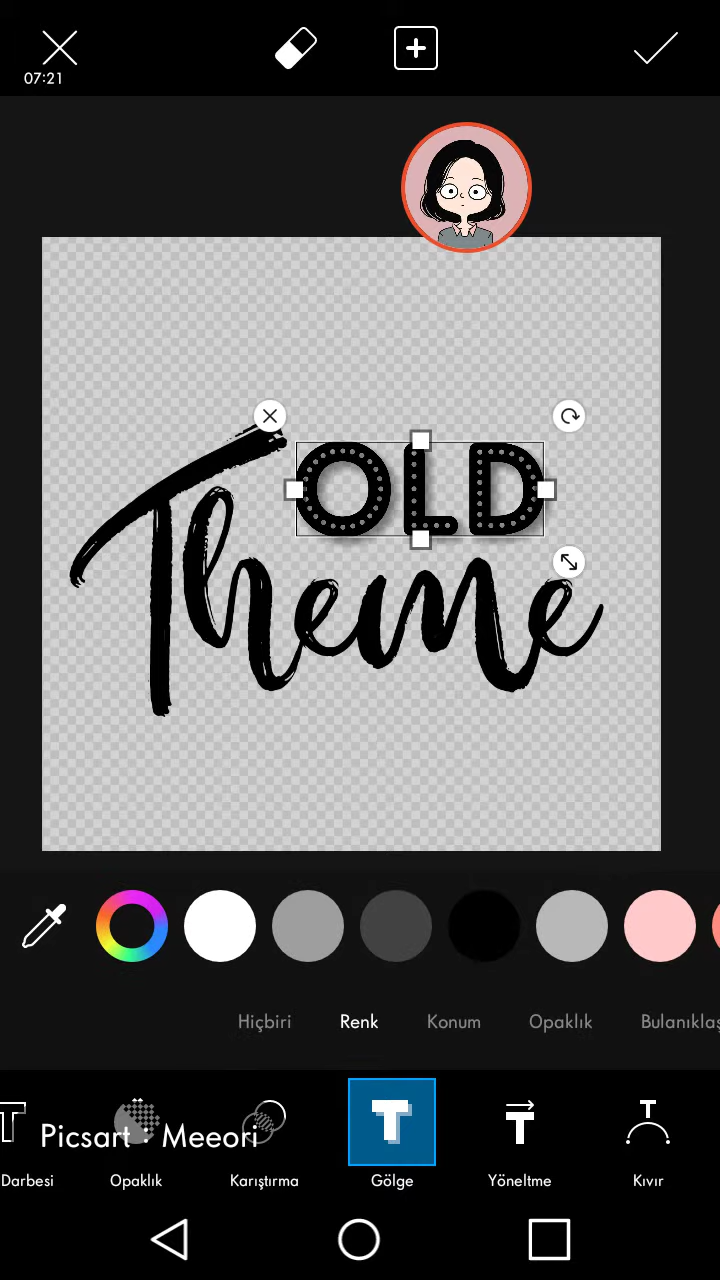 07:21
OLD
Theme
Hiçbiri Renk Konum Opaklık Bulanıklaş
Picsart : Meeori
Darbesi Opaklık Karıştırma Gölge Yöneltme Kıvır